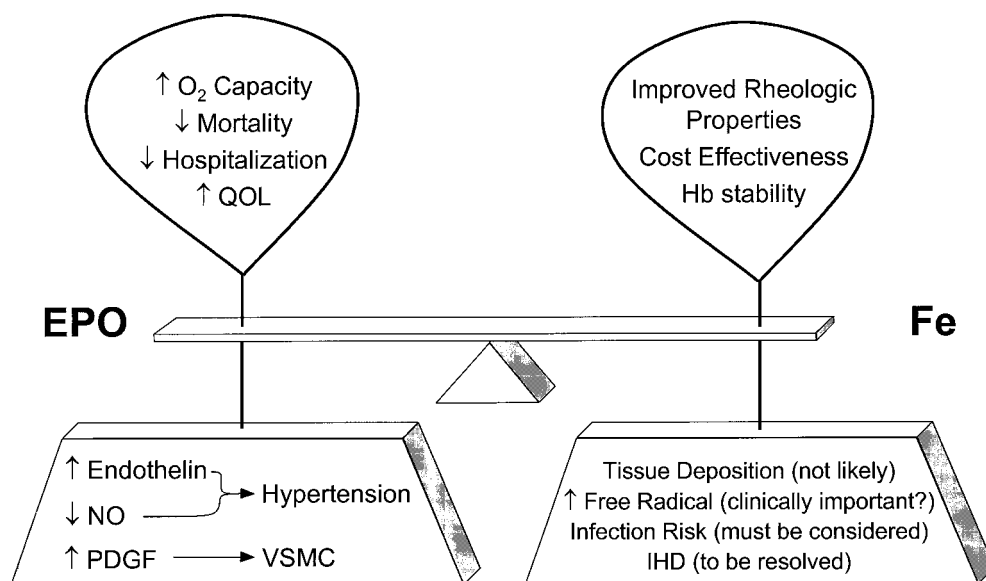 ↑ O₂ Capacity
↓ Mortality
↓ Hospitalization
↑ QOL
Improved Rheologic
Properties
Cost Effectiveness
Hb stability
EPO
Fe
↑ Endothelin
↓ NO
Hypertension
↑ PDGF
VSMC
Tissue Deposition (not likely)
↑ Free Radical (clinically important?)
Infection Risk (must be considered)
IHD (to be resolved)